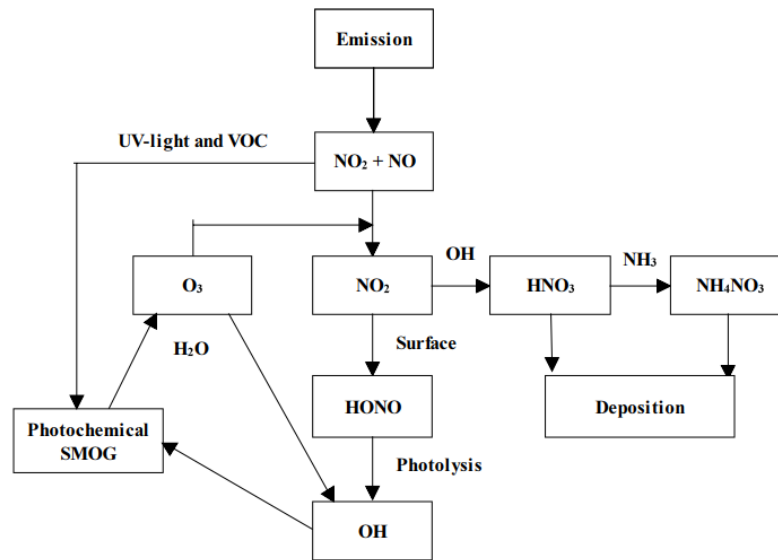 Emission
UV-light and VOC
NO₂ + NO
OH
NH₃
O₃
NO₂
HNO₃
NH₄NO₃
H₂O
Surface
HONO
Deposition
Photochemical
SMOG
Photolysis
OH